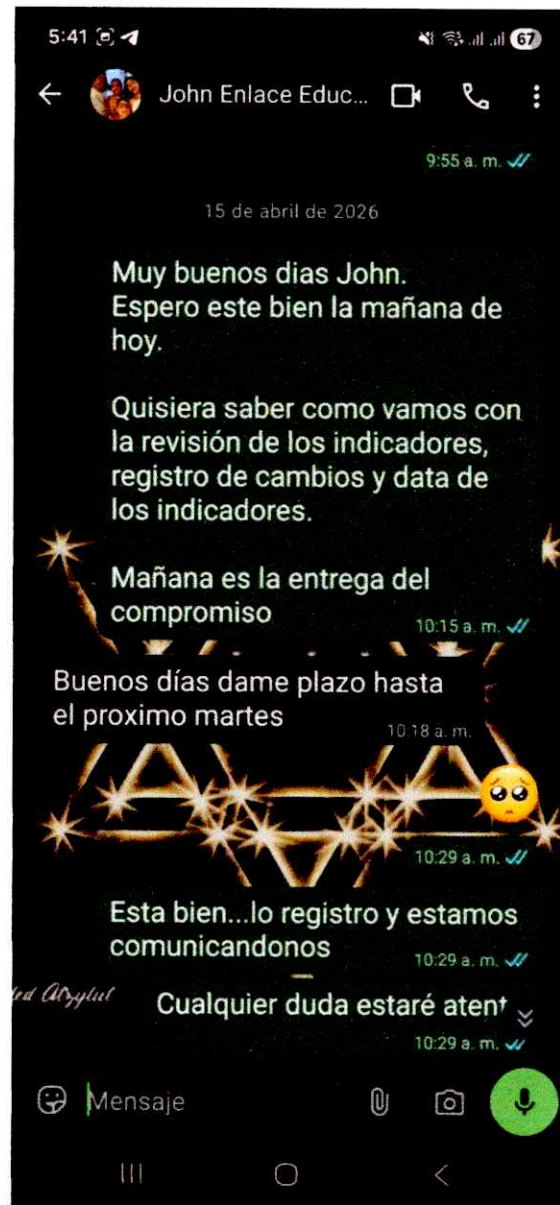 5:41
67
John Enlace Educ...
9:55 a. m.
15 de abril de 2026
Muy buenos dias John.
Espero este bien la mañana de
hoy.
Quisiera saber como vamos con
la revisión de los indicadores,
registro de cambios y data de
los indicadores.
Mañana es la entrega del
compromiso
10:15 a. m.
Buenos días dame plazo hasta
el proximo martes
10:18 a. m.
10:29 a. m.
Esta bien...lo registro y estamos
comunicandonos
10:29 a. m.
Cualquier duda estaré atent
10:29 a. m.
Mensaje